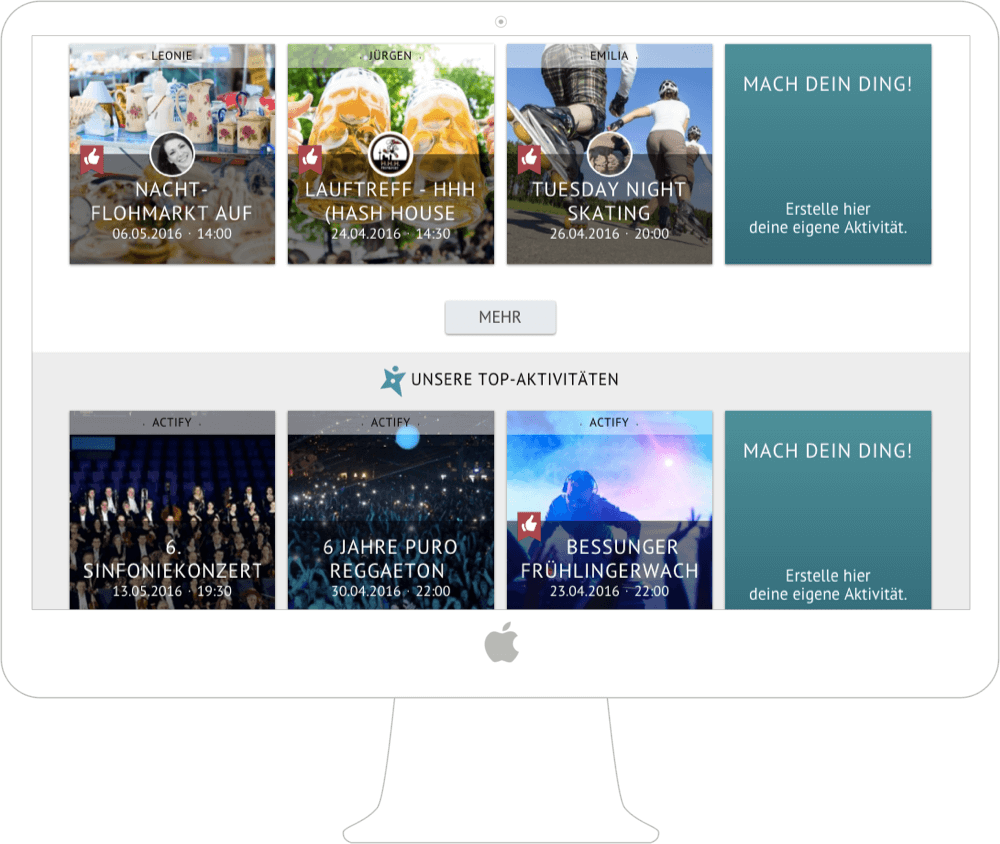 · LEONIE ·
NACHT-
FLOHMARKT AUF
06.05.2016 · 14:00
· JÜRGEN ·
H.H.H.
LAUFTREFF - HHH
(HASH HOUSE
24.04.2016 · 14:30
· EMILIA ·
TUESDAY NIGHT
SKATING
26.04.2016 · 20:00
MACH DEIN DING!
Erstelle hier
deine eigene Aktivität.
MEHR
UNSERE TOP-AKTIVITÄTEN
· ACTIFY ·
6.
SINFONIEKONZERT
13.05.2016 · 19:30
· ACTIFY ·
6 JAHRE PURO
REGGAETON
30.04.2016 · 22:00
· ACTIFY ·
BESSUNGER
FRÜHLINGERWACH
23.04.2016 · 22:00
MACH DEIN DING!
Erstelle hier
deine eigene Aktivität.